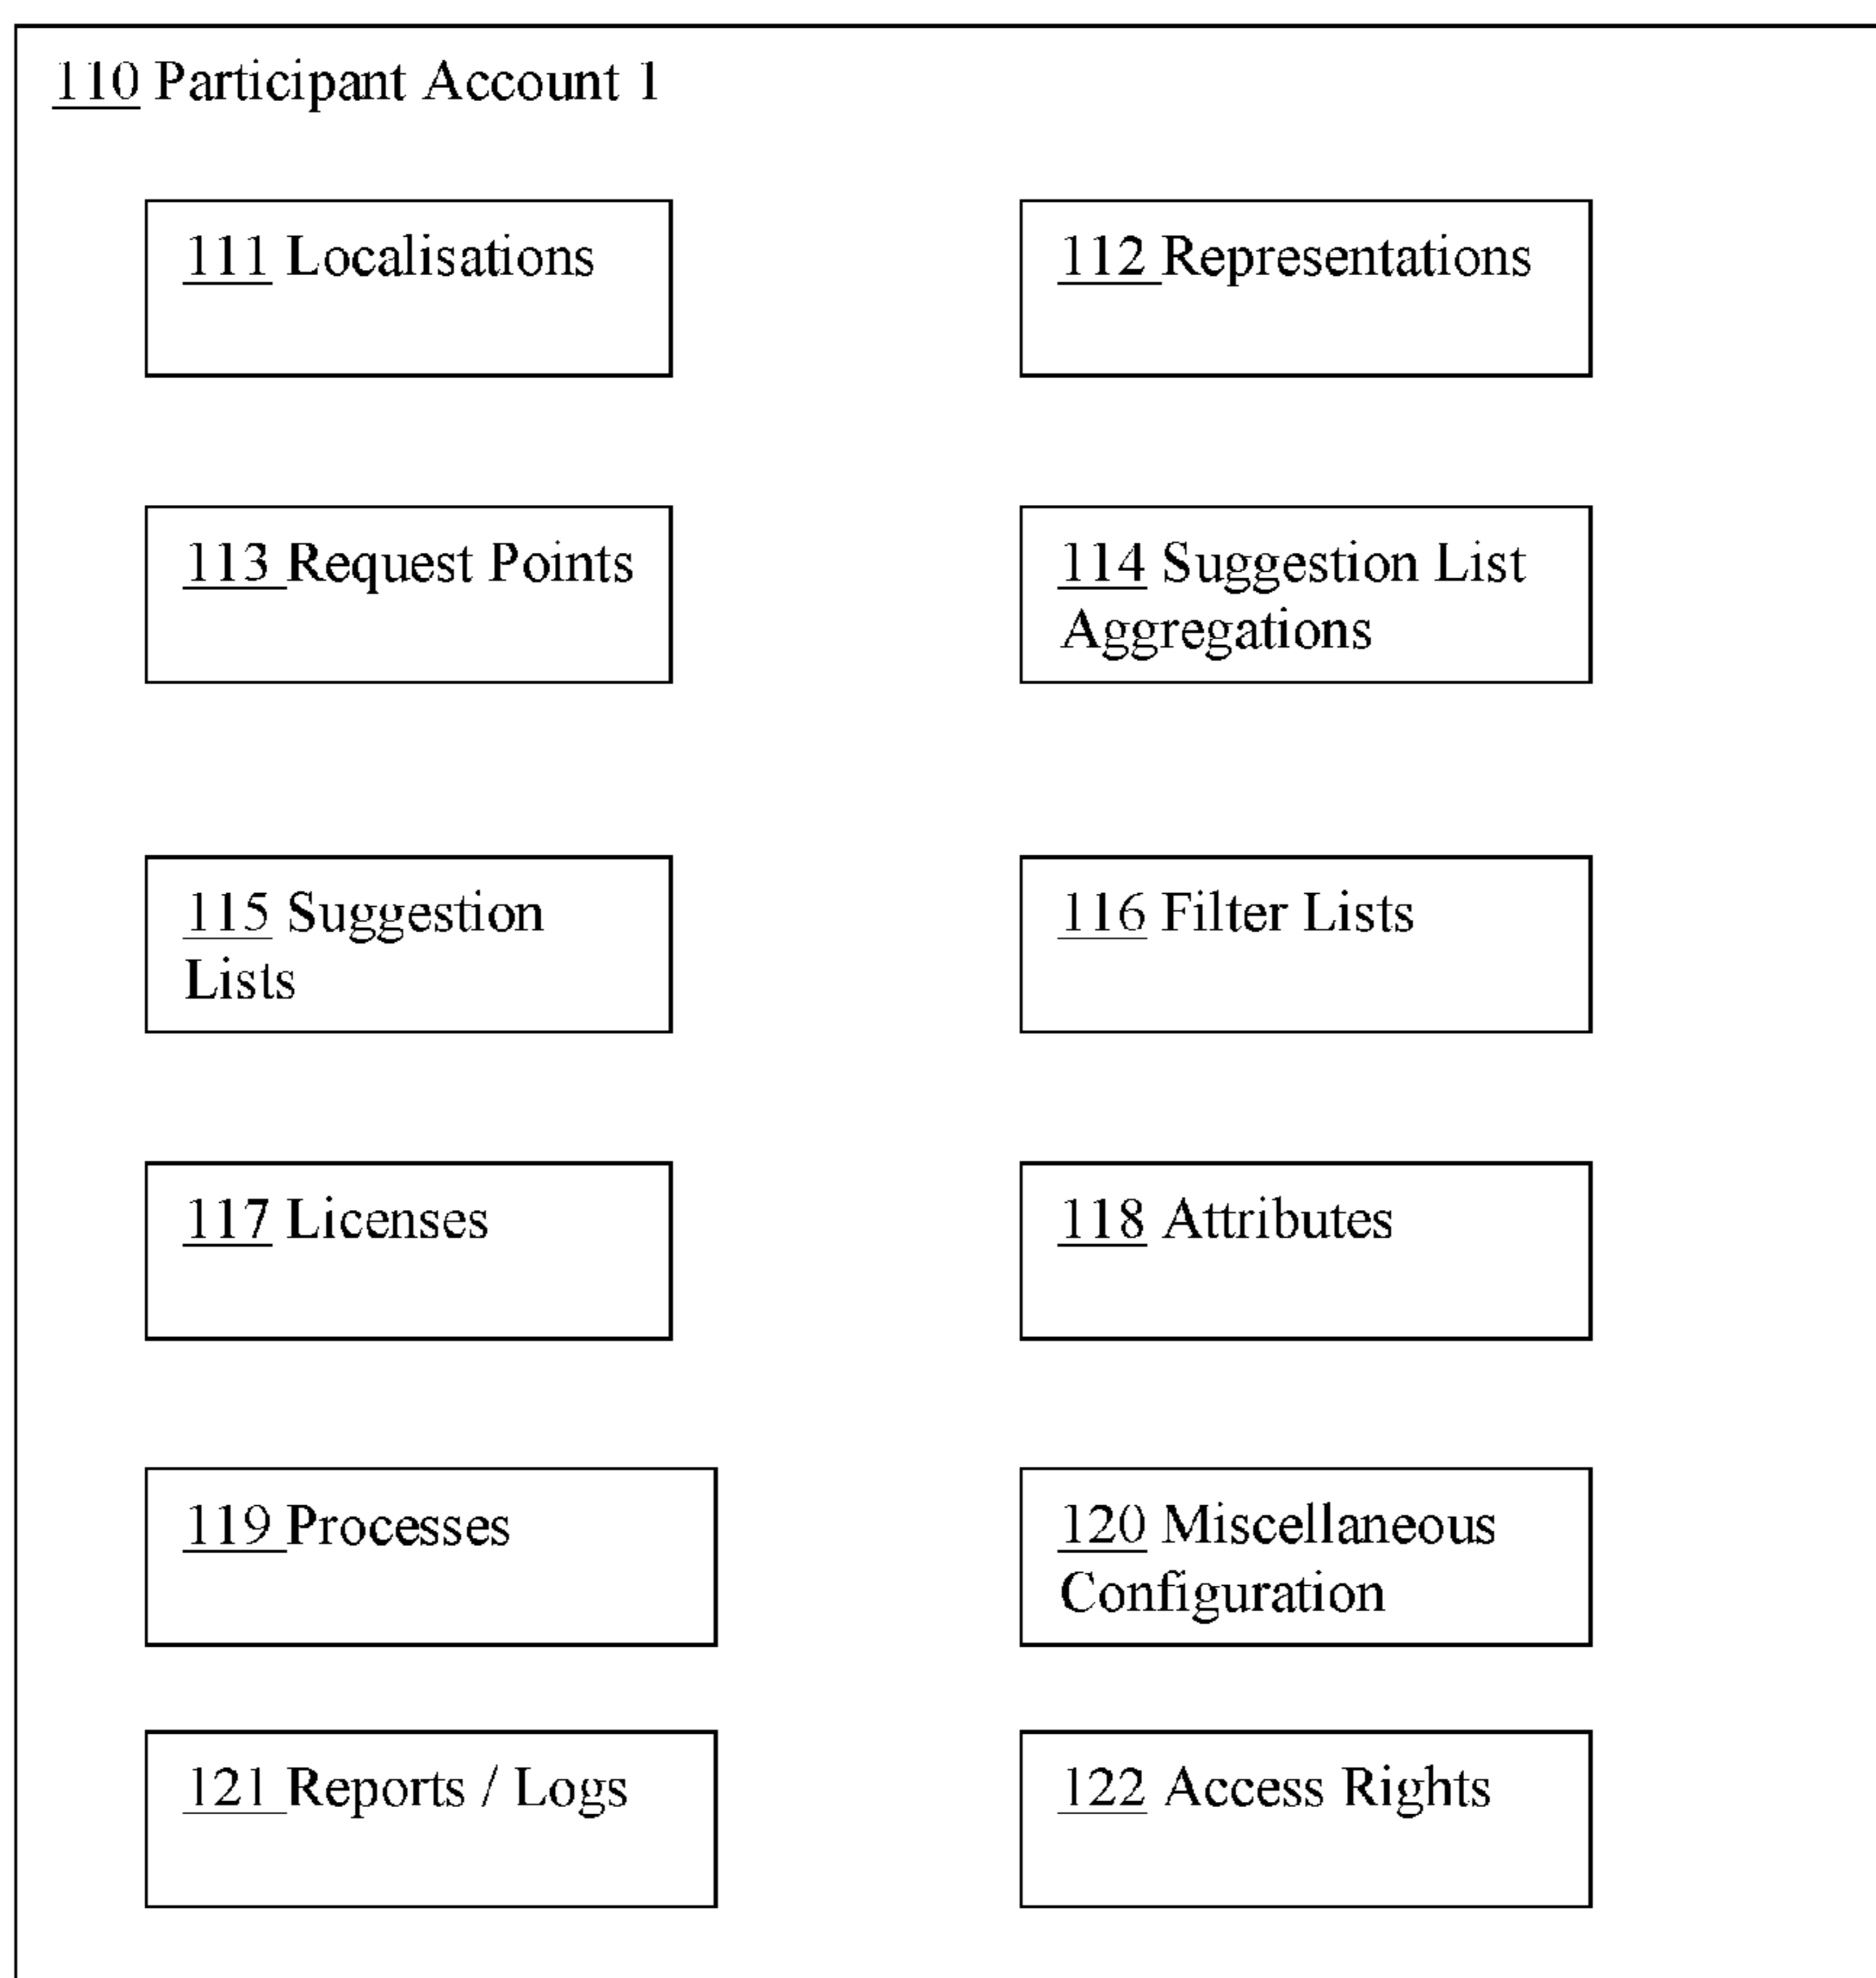 110 Participant Account 1
111 Localisations
112 Representations
113 Request Points
114 Suggestion List
Aggregations
115 Suggestion
Lists
116 Filter Lists
117 Licenses
118 Attributes
119 Processes
120 Miscellaneous
Configuration
121 Reports / Logs
122 Access Rights